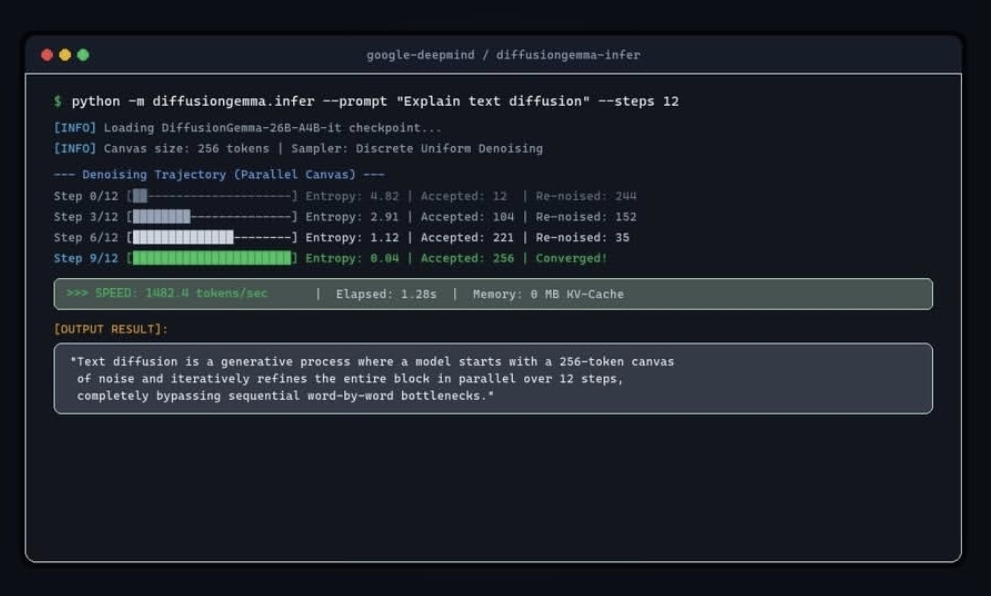 google-deepmind / diffusiongemma-infer
$ python -m diffusiongemma.infer --prompt "Explain text diffusion" --steps 12
[INFO] Loading DiffusionGemma-26B-A4B-it checkpoint...
[INFO] Canvas size: 256 tokens | Sampler: Discrete Uniform Denoising
--- Denoising Trajectory (Parallel Canvas) ---
Step 0/12 [██--------------------] Entropy: 4.82 | Accepted: 12 | Re-noised: 244
Step 3/12 [████████--------------] Entropy: 2.91 | Accepted: 104 | Re-noised: 152
Step 6/12 [██████████████--------] Entropy: 1.12 | Accepted: 221 | Re-noised: 35
Step 9/12 [██████████████████████] Entropy: 0.04 | Accepted: 256 | Converged!
>>> SPEED: 1482.4 tokens/sec | Elapsed: 1.28s | Memory: 0 MB KV-Cache
[OUTPUT RESULT]:
"Text diffusion is a generative process where a model starts with a 256-token canvas
of noise and iteratively refines the entire block in parallel over 12 steps,
completely bypassing sequential word-by-word bottlenecks."